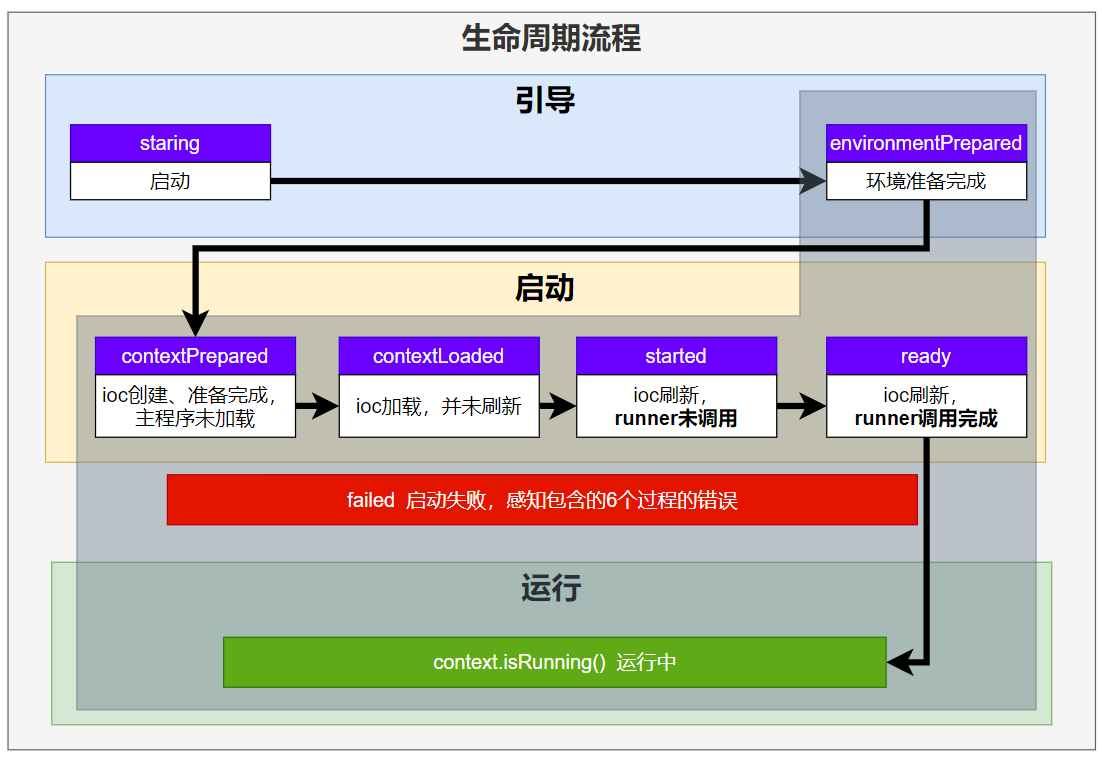 生命周期流程
引导
staring
启动
environmentPrepared
环境准备完成
启动
contextPrepared
ioc创建、准备完成，
主程序未加载
contextLoaded
ioc加载，并未刷新
started
ioc刷新，
runner未调用
ready
ioc刷新，
runner调用完成
failed 启动失败，感知包含的6个过程的错误
运行
context.isRunning() 运行中